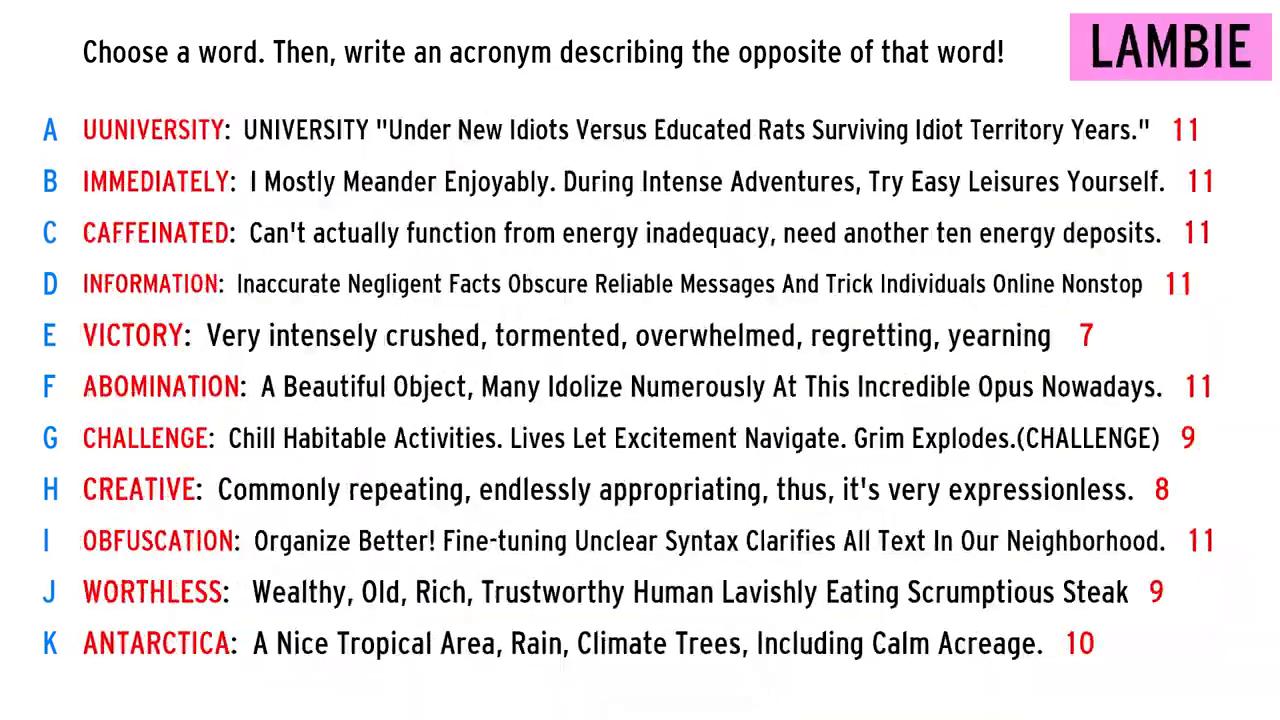 Choose a word. Then, write an acronym describing the opposite of that word!
LAMBIE
A UUNIVERSITY: UNIVERSITY "Under New Idiots Versus Educated Rats Surviving Idiot Territory Years." 11
B IMMEDIATELY: I Mostly Meander Enjoyably. During Intense Adventures, Try Easy Leisures Yourself. 11
C CAFFEINATED: Can't actually function from energy inadequacy, need another ten energy deposits. 11
D INFORMATION: Inaccurate Negligent Facts Obscure Reliable Messages And Trick Individuals Online Nonstop 11
E VICTORY: Very intensely crushed, tormented, overwhelmed, regretting, yearning 7
F ABOMINATION: A Beautiful Object, Many Idolize Numerously At This Incredible Opus Nowadays. 11
G CHALLENGE: Chill Habitable Activities. Lives Let Excitement Navigate. Grim Explodes.(CHALLENGE) 9
H CREATIVE: Commonly repeating, endlessly appropriating, thus, it's very expressionless. 8
I OBFUSCATION: Organize Better! Fine-tuning Unclear Syntax Clarifies All Text In Our Neighborhood. 11
J WORTHLESS: Wealthy, Old, Rich, Trustworthy Human Lavishly Eating Scrumptious Steak 9
K ANTARCTICA: A Nice Tropical Area, Rain, Climate Trees, Including Calm Acreage. 10